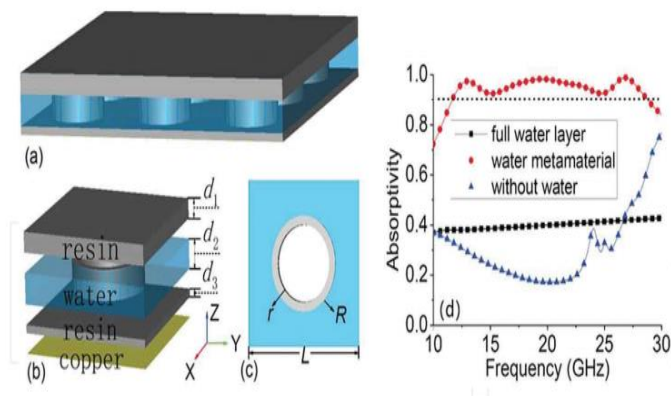 (a)
d1
d2
d3
resin
water
resin
copper
Z
Y
X
(b)
r
R
L
(c)
Absorptivity
1.0
0.8
0.6
0.4
0.2
0.0
full water layer
water metamaterial
without water
(d)
10 15 20 25 30
Frequency (GHz)